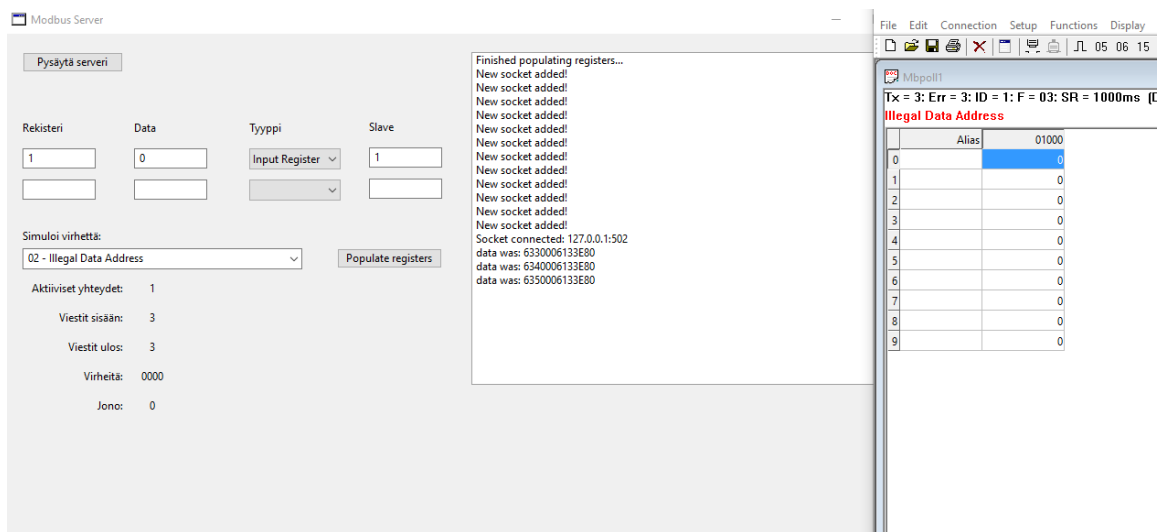 Modbus Server
Pysäytä serveri
Rekisteri Data Tyyppi Slave
1 0 Input Register 1
Simuloi virhettä:
02 - Illegal Data Address Populate registers
Aktiiviset yhteydet: 1
Viestit sisään: 3
Viestit ulos: 3
Virheitä: 0000
Jono: 0
Finished populating registers...
New socket added!
New socket added!
New socket added!
New socket added!
New socket added!
New socket added!
New socket added!
New socket added!
New socket added!
New socket added!
New socket added!
New socket added!
Socket connected: 127.0.0.1:502
data was: 6330006133E80
data was: 6340006133E80
data was: 6350006133E80
File Edit Connection Setup Functions Display
05 06 15
Mbpoll1
Tx = 3: Err = 3: ID = 1: F = 03: SR = 1000ms
Illegal Data Address
Alias 01000
0 0
1 0
2 0
3 0
4 0
5 0
6 0
7 0
8 0
9 0